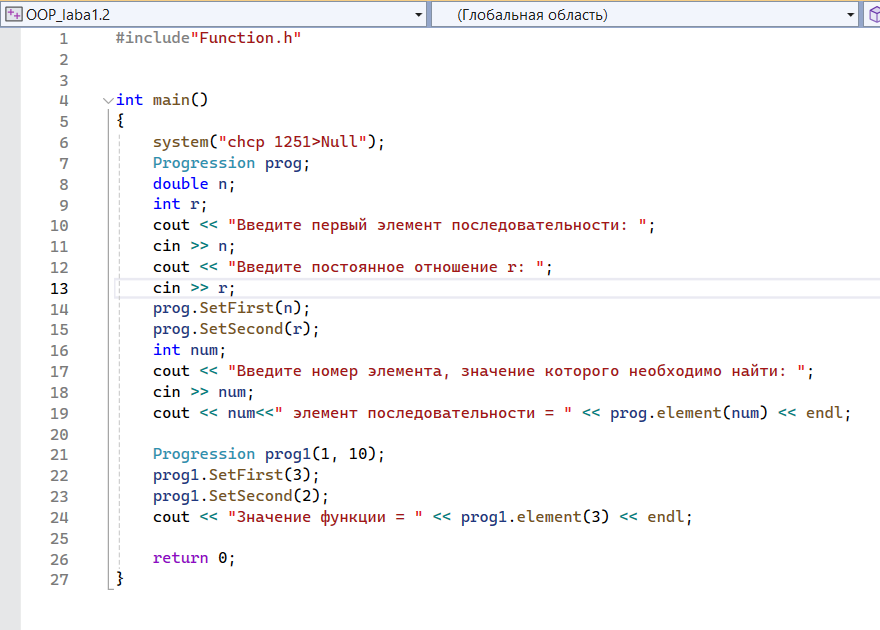 OOP_laba1.2 (Глобальная область)
1 #include"Function.h"
2
3
4 int main()
5 {
6 system("chcp 1251>Null");
7 Progression prog;
8 double n;
9 int r;
10 cout << "Введите первый элемент последовательности: ";
11 cin >> n;
12 cout << "Введите постоянное отношение r: ";
13 cin >> r;
14 prog.SetFirst(n);
15 prog.SetSecond(r);
16 int num;
17 cout << "Введите номер элемента, значение которого необходимо найти: ";
18 cin >> num;
19 cout << num<<" элемент последовательности = " << prog.element(num) << endl;
20
21 Progression prog1(1, 10);
22 prog1.SetFirst(3);
23 prog1.SetSecond(2);
24 cout << "Значение функции = " << prog1.element(3) << endl;
25
26 return 0;
27 }